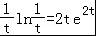 1/t ln 1/t = 2t e^{2t}